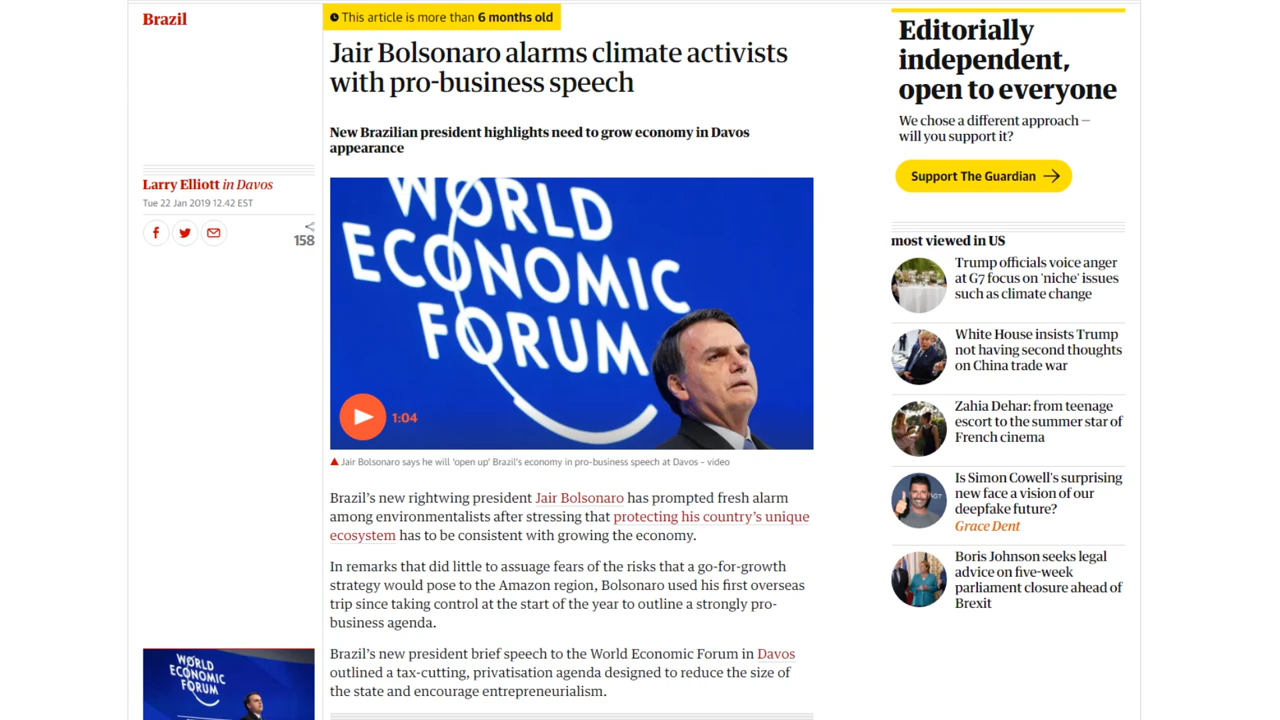 Brazil
This article is more than 6 months old
Jair Bolsonaro alarms climate activists
with pro-business speech
New Brazilian president highlights need to grow economy in Davos
appearance
Larry Elliott in Davos
Tue 22 Jan 2019 12.42 EST
158
WORLD
ECONOMIC
FORUM
1:04
Jair Bolsonaro says he will ‘open up’ Brazil’s economy in pro-business speech at Davos – video
Brazil’s new rightwing president Jair Bolsonaro has prompted fresh alarm
among environmentalists after stressing that protecting his country’s unique
ecosystem has to be consistent with growing the economy.
In remarks that did little to assuage fears of the risks that a go-for-growth
strategy would pose to the Amazon region, Bolsonaro used his first overseas
trip since taking control at the start of the year to outline a strongly pro-
business agenda.
Brazil’s new president brief speech to the World Economic Forum in Davos
outlined a tax-cutting, privatisation agenda designed to reduce the size of
the state and encourage entrepreneurialism.
WORLD
ECONOMIC
FORUM
Editorially
independent,
open to everyone
We chose a different approach –
will you support it?
Support The Guardian
most viewed in US
Trump officials voice anger
at G7 focus on 'niche' issues
such as climate change
White House insists Trump
not having second thoughts
on China trade war
Zahia Dehar: from teenage
escort to the summer star of
French cinema
Is Simon Cowell's surprising
new face a vision of our
deepfake future?
Grace Dent
Boris Johnson seeks legal
advice on five-week
parliament closure ahead of
Brexit